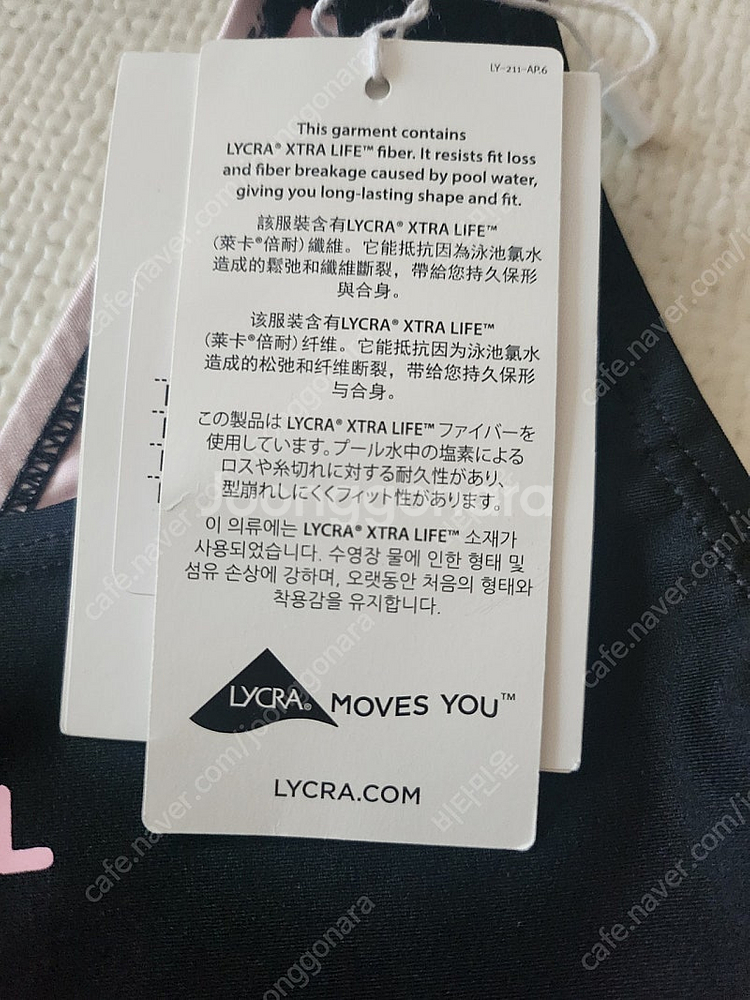 LY-211-AP.6
This garment contains
LYCRA® XTRA LIFE™ fiber. It resists fit loss
and fiber breakage caused by pool water,
giving you long-lasting shape and fit.
該服裝含有LYCRA® XTRA LIFE™
(萊卡®倍耐)纖維。它能抵抗因為泳池氯水
造成的鬆弛和纖維斷裂，帶給您持久保形
與合身。
该服装含有LYCRA® XTRA LIFE™
(莱卡®倍耐)纤维。它能抵抗因为泳池氯水
造成的松弛和纤维断裂，带给您持久保形
与合身。
この製品は LYCRA® XTRA LIFE™ ファイバーを
使用しています。プール水中の塩素による
ロスや糸切れに対する耐久性があり、
型崩れしにくくフィット性があります。
이 의류에는 LYCRA® XTRA LIFE™ 소재가
사용되었습니다. 수영장 물에 인한 형태 및
섬유 손상에 강하며, 오랫동안 처음의 형태와
착용감을 유지합니다.
LYCRA® MOVES YOU™
LYCRA.COM
Joonggonara
비타민윤
cafe.naver.com/joonggonara